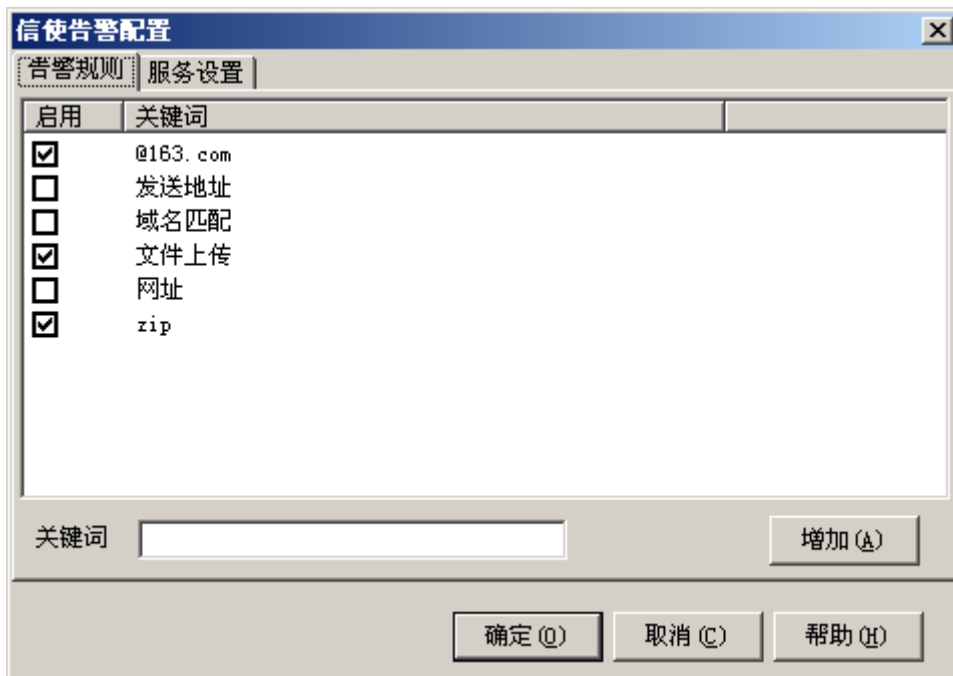 信使告警配置
告警规则 服务设置
启用 关键词
@163.com
发送地址
域名匹配
文件上传
网址
zip
关键词 增加(A)
确定(O) 取消(C) 帮助(H)